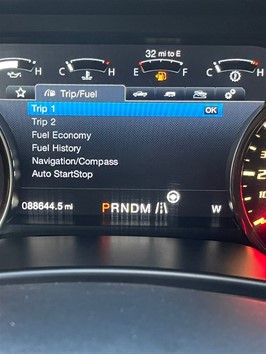 32 mi to E
C H E F C H
Trip/Fuel
Trip 1 OK
Trip 2
Fuel Economy
Fuel History
Navigation/Compass
Auto StartStop
088644.5 mi PRNDM W